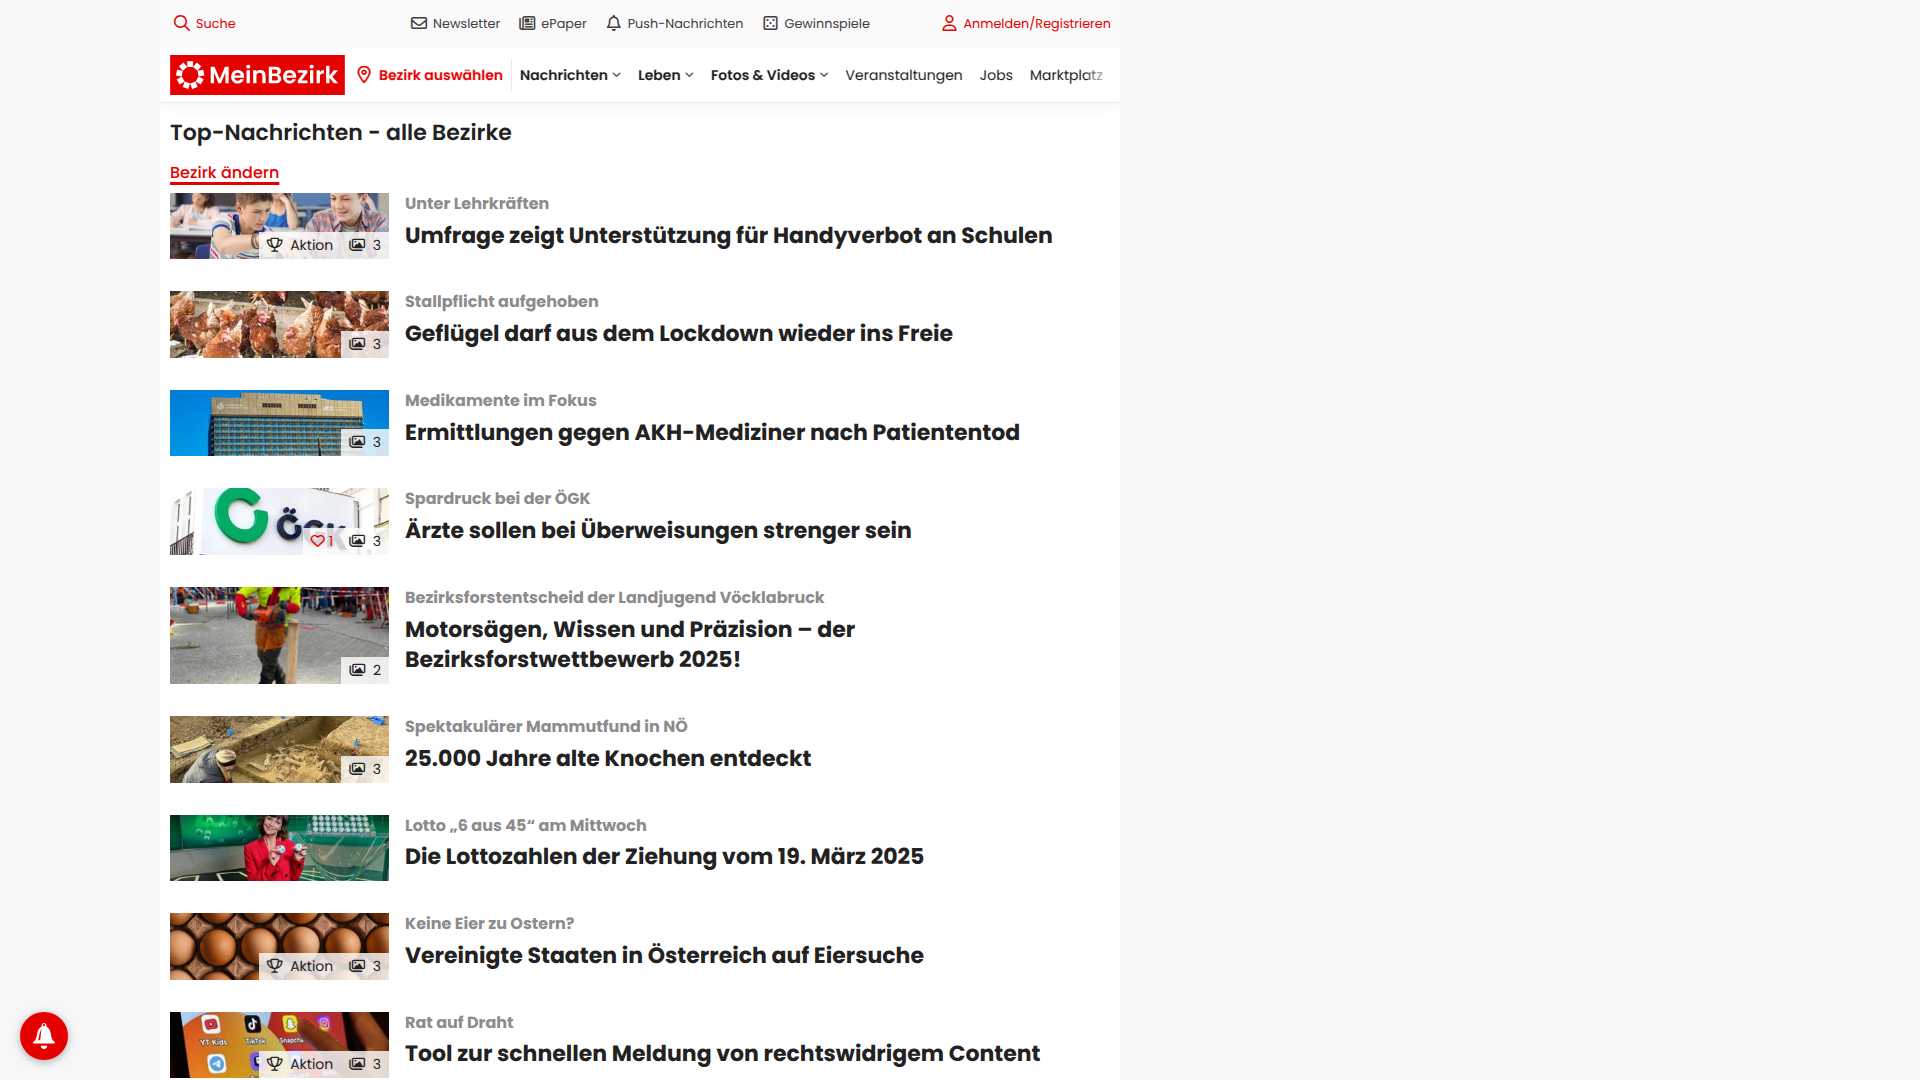 Suche
Newsletter
ePaper
Push-Nachrichten
Gewinnspiele
Anmelden/Registrieren
MeinBezirk
Bezirk auswählen
Nachrichten
Leben
Fotos & Videos
Veranstaltungen
Jobs
Marktplatz
Top-Nachrichten - alle Bezirke
Bezirk ändern
Aktion 3
Unter Lehrkräften
Umfrage zeigt Unterstützung für Handyverbot an Schulen
3
Stallpflicht aufgehoben
Geflügel darf aus dem Lockdown wieder ins Freie
3
Medikamente im Fokus
Ermittlungen gegen AKH-Mediziner nach Patiententod
ÖGK
1 3
Spardruck bei der ÖGK
Ärzte sollen bei Überweisungen strenger sein
2
Bezirksforstentscheid der Landjugend Vöcklabruck
Motorsägen, Wissen und Präzision – der
Bezirksforstwettbewerb 2025!
3
Spektakulärer Mammutfund in NÖ
25.000 Jahre alte Knochen entdeckt
Lotto „6 aus 45“ am Mittwoch
Die Lottozahlen der Ziehung vom 19. März 2025
Aktion 3
Keine Eier zu Ostern?
Vereinigte Staaten in Österreich auf Eiersuche
YT Kids TikTok Snapcha
Aktion 3
Rat auf Draht
Tool zur schnellen Meldung von rechtswidrigem Content